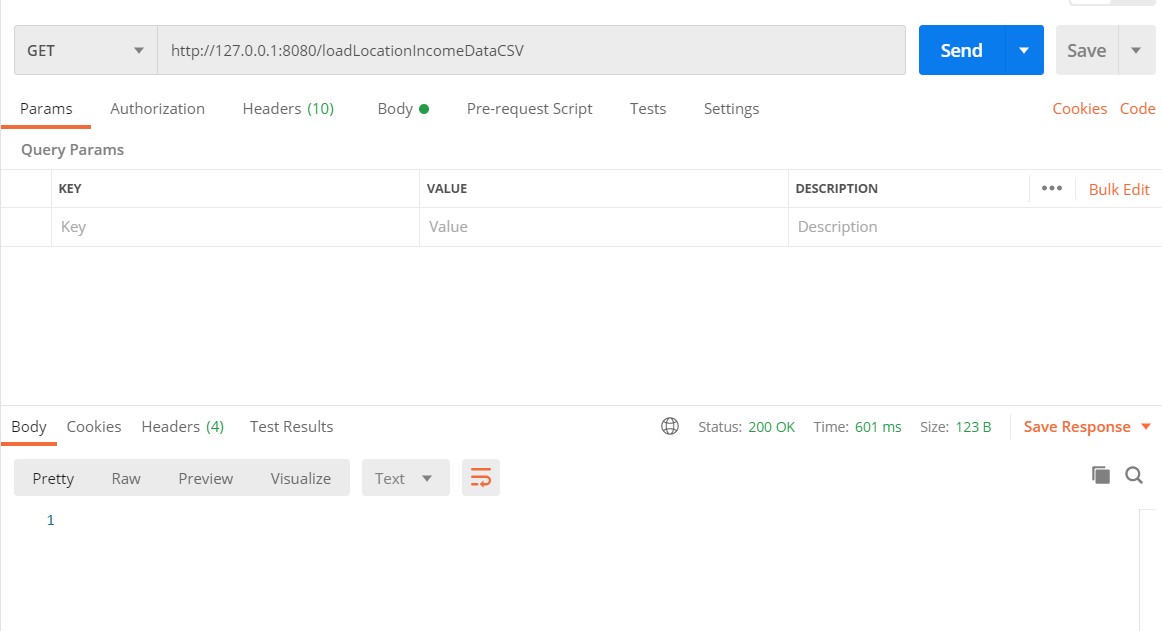 GET http://127.0.0.1:8080/loadLocationIncomeDataCSV Send Save
Params Authorization Headers (10) Body Pre-request Script Tests Settings Cookies Code
Query Params
KEY VALUE DESCRIPTION ••• Bulk Edit
Key Value Description
Body Cookies Headers (4) Test Results Status: 200 OK Time: 601 ms Size: 123 B Save Response
Pretty Raw Preview Visualize Text
1